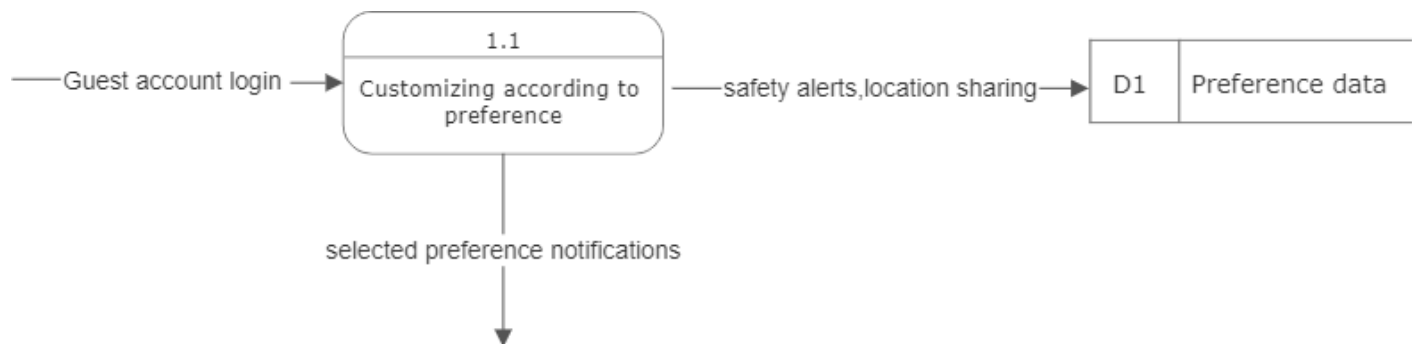 1.1
Guest account login
Customizing according to
preference
safety alerts,location sharing
D1
Preference data
selected preference notifications